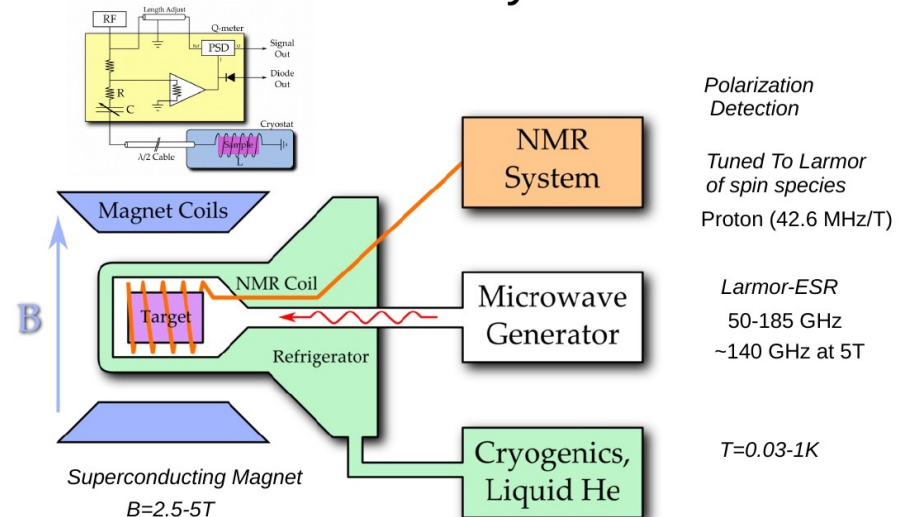 RF
Length Adjust
Q-meter
PSD
Signal
Out
Diode
Out
R
C
Cryostat
Sample
L
λ/2 Cable
Polarization
Detection
NMR
System
Tuned To Larmor
of spin species
Proton (42.6 MHz/T)
Magnet Coils
B
NMR Coil
Target
Microwave
Generator
Larmor-ESR
50-185 GHz
~140 GHz at 5T
Refrigerator
Cryogenics,
Liquid He
T=0.03-1K
Superconducting Magnet
B=2.5-5T